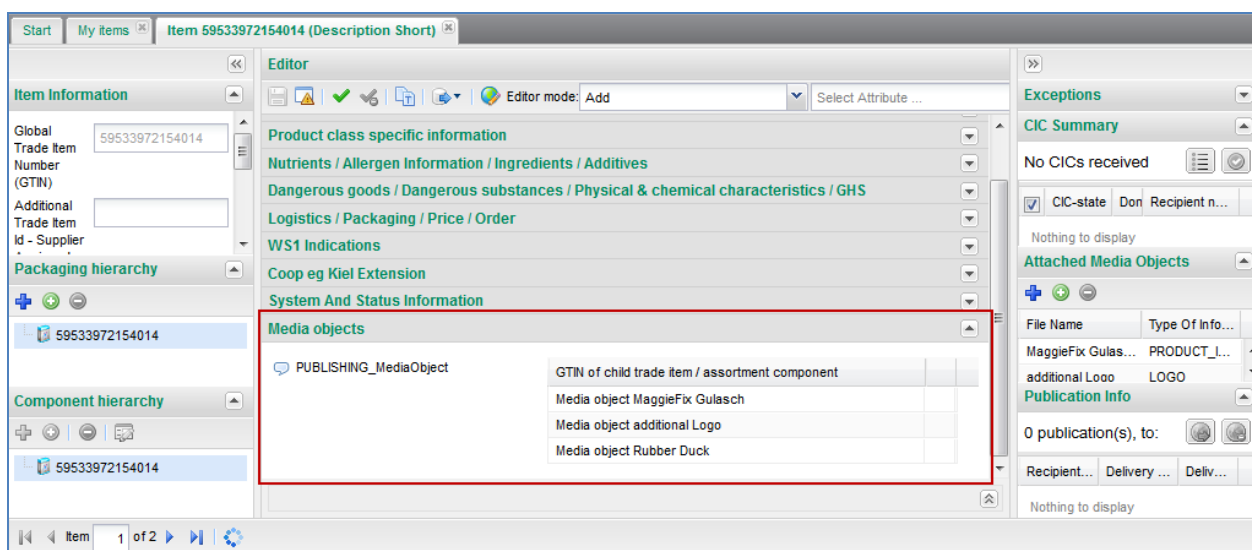 Start
My items
Item 59533972154014 (Description Short)
Item Information
Global
Trade Item
Number
(GTIN)
59533972154014
Additional
Trade Item
Id - Supplier
Packaging hierarchy
59533972154014
Component hierarchy
59533972154014
Editor
Editor mode: Add
Select Attribute ...
Product class specific information
Nutrients / Allergen Information / Ingredients / Additives
Dangerous goods / Dangerous substances / Physical & chemical characteristics / GHS
Logistics / Packaging / Price / Order
WS1 Indications
Coop eg Kiel Extension
System And Status Information
Media objects
PUBLISHING_MediaObject
GTIN of child trade item / assortment component
Media object MaggieFix Gulasch
Media object additional Logo
Media object Rubber Duck
Exceptions
CIC Summary
No CICs received
CIC-state Don Recipient n...
Nothing to display
Attached Media Objects
File Name Type Of Info...
MaggieFix Gulas... PRODUCT_I...
additional Logo LOGO
Publication Info
0 publication(s), to:
Recipient... Delivery ... Deliv...
Nothing to display
Item 1 of 2